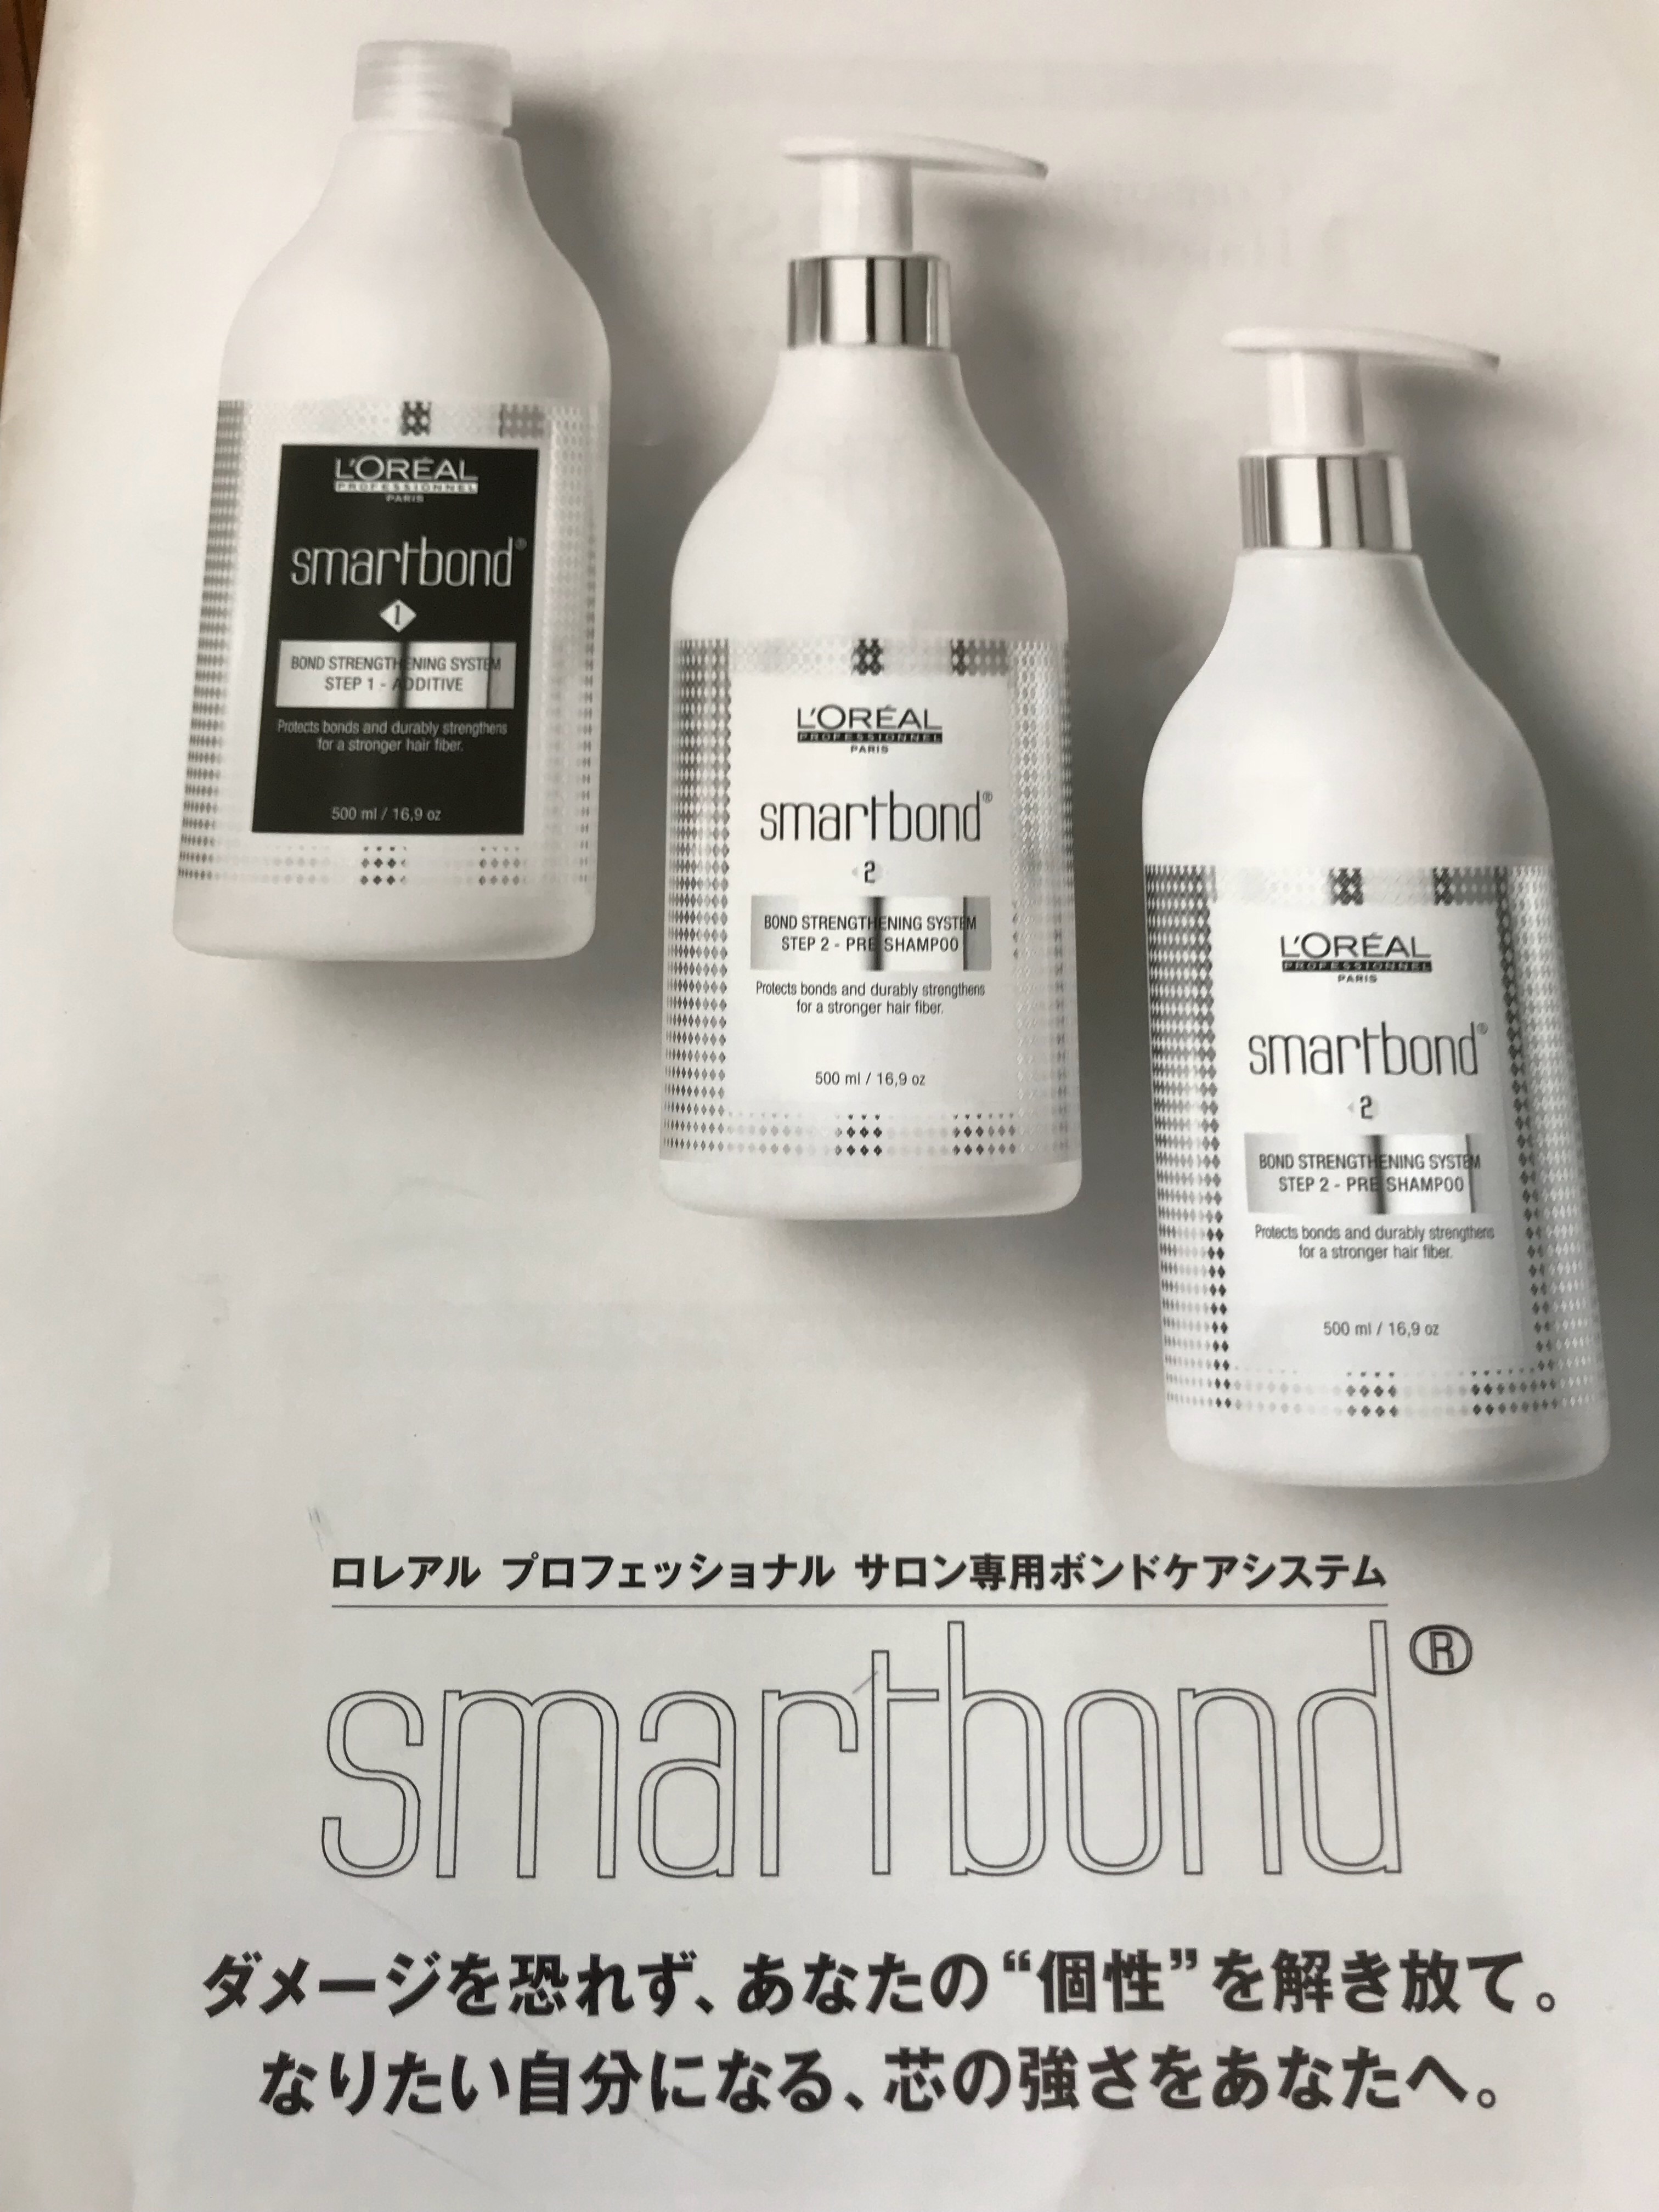 L'ORÉAL
PROFESSIONNEL
PARIS
smartbond®
1
BOND STRENGTHENING SYSTEM
STEP 1 - ADDITIVE
Protects bonds and durably strengthens
for a stronger hair fiber.
500 ml / 16,9 oz
L'ORÉAL
PROFESSIONNEL
PARIS
smartbond®
2
BOND STRENGTHENING SYSTEM
STEP 2 - PRE SHAMPOO
Protects bonds and durably strengthens
for a stronger hair fiber.
500 ml / 16,9 oz
L'ORÉAL
PROFESSIONNEL
PARIS
smartbond®
2
BOND STRENGTHENING SYSTEM
STEP 2 - PRE SHAMPOO
Protects bonds and durably strengthens
for a stronger hair fiber.
500 ml / 16,9 oz
ロレアル プロフェッショナル サロン専用ボンドケアシステム
smartbond®
ダメージを恐れず、あなたの“個性”を解き放て。
なりたい自分になる、芯の強さをあなたへ。